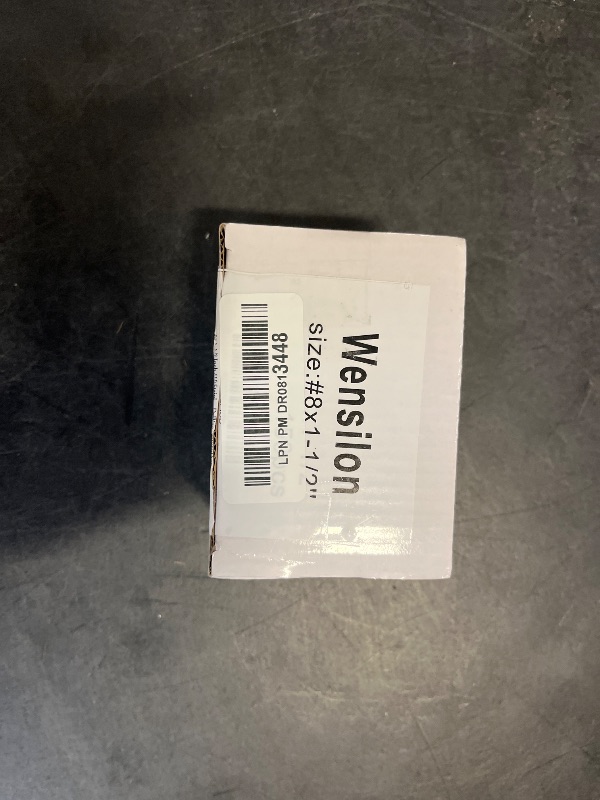 Wensilon
size:#8x1-1/2"
LPN PM DR0813448